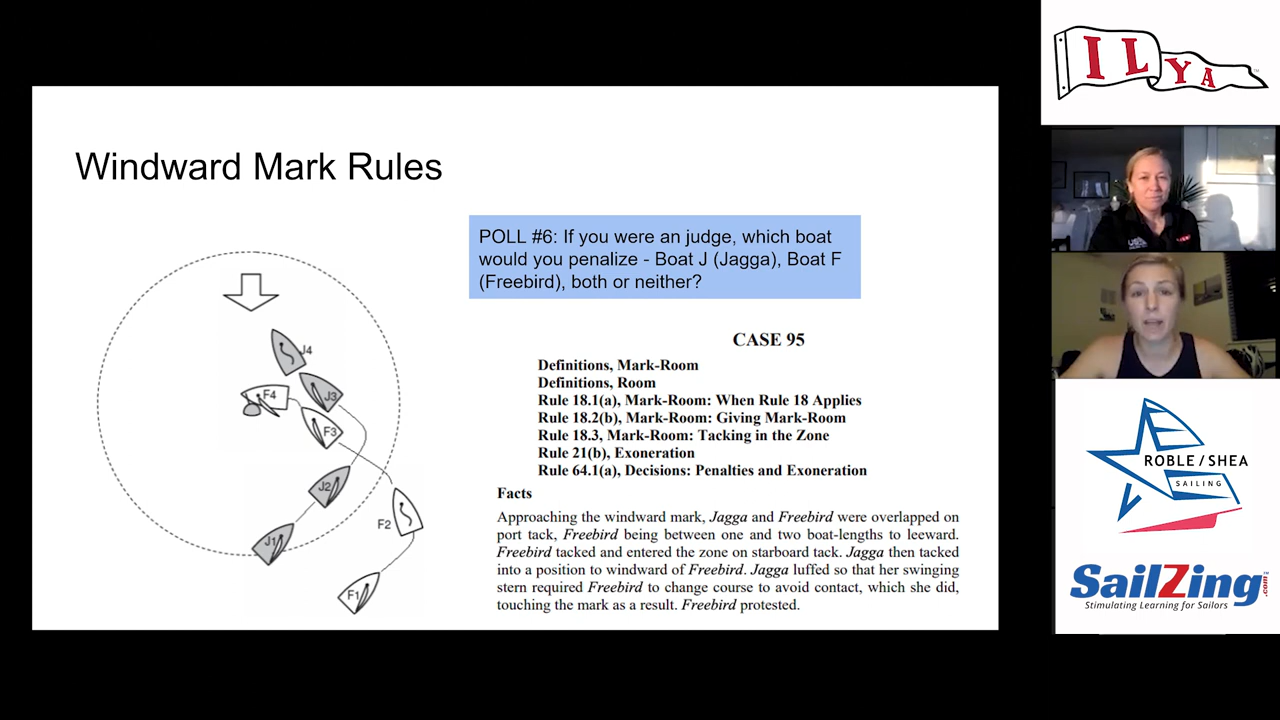 Windward Mark Rules
POLL #6: If you were an judge, which boat
would you penalize - Boat J (Jagga), Boat F
(Freebird), both or neither?
J4
F4
J3
F3
J2
F2
J1
F1
CASE 95
Definitions, Mark-Room
Definitions, Room
Rule 18.1(a), Mark-Room: When Rule 18 Applies
Rule 18.2(b), Mark-Room: Giving Mark-Room
Rule 18.3, Mark-Room: Tacking in the Zone
Rule 21(b), Exoneration
Rule 64.1(a), Decisions: Penalties and Exoneration
Facts
Approaching the windward mark, Jagga and Freebird were overlapped on
port tack, Freebird being between one and two boat-lengths to leeward.
Freebird tacked and entered the zone on starboard tack. Jagga then tacked
into a position to windward of Freebird. Jagga luffed so that her swinging
stern required Freebird to change course to avoid contact, which she did,
touching the mark as a result. Freebird protested.
ILYA
ROBLE/SHEA
SAILING
SailZing.com
Stimulating Learning for Sailors